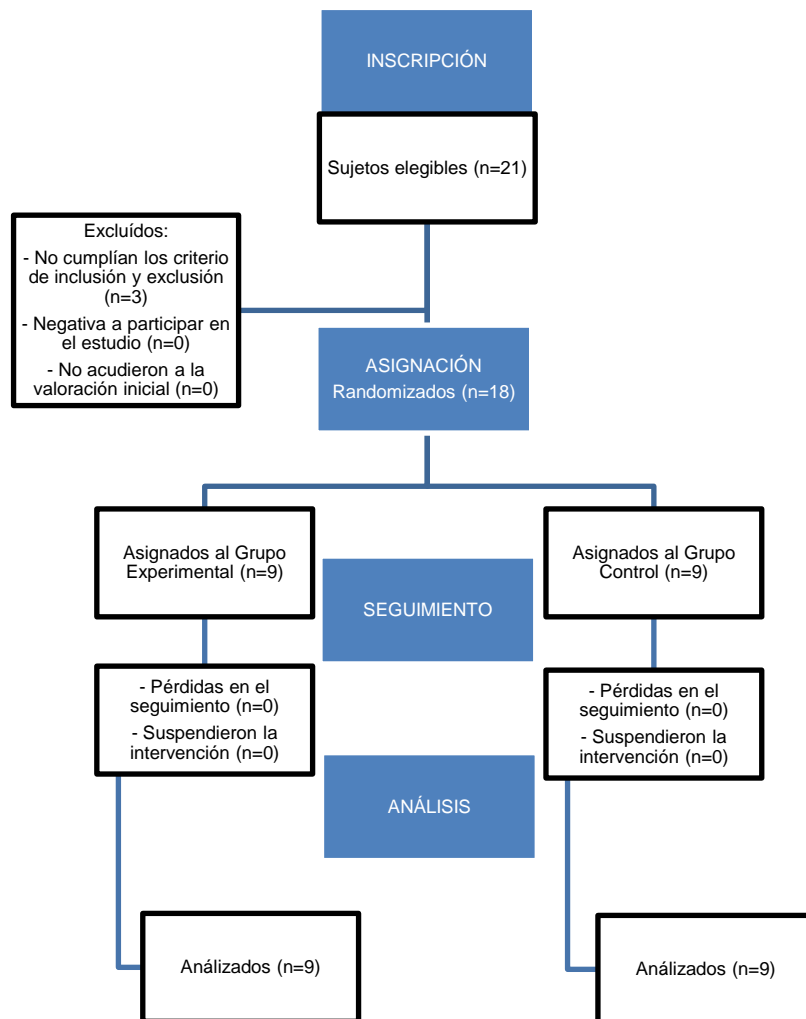 INSCRIPCIÓN
Sujetos elegibles (n=21)
Excluídos:
- No cumplían los criterio
de inclusión y exclusión
(n=3)
- Negativa a participar en
el estudio (n=0)
- No acudieron a la
valoración inicial (n=0)
ASIGNACIÓN
Randomizados (n=18)
Asignados al Grupo
Experimental (n=9)
Asignados al Grupo
Control (n=9)
SEGUIMIENTO
- Pérdidas en el
seguimiento (n=0)
- Suspendieron la
intervención (n=0)
- Pérdidas en el
seguimiento (n=0)
- Suspendieron la
intervención (n=0)
ANÁLISIS
Análizados (n=9)
Análizados (n=9)